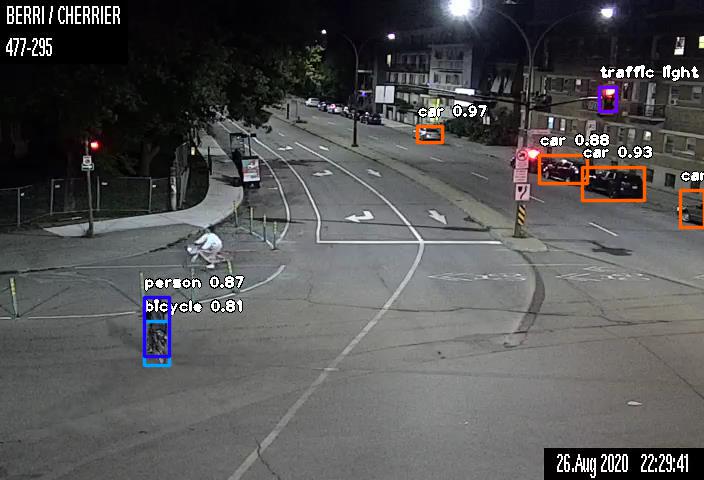 BERRI / CHERRIER
477-295
traffic light
car 0.97
car 0.88
car 0.93
car
person 0.87
bicycle 0.81
26.Aug 2020 22:29:41